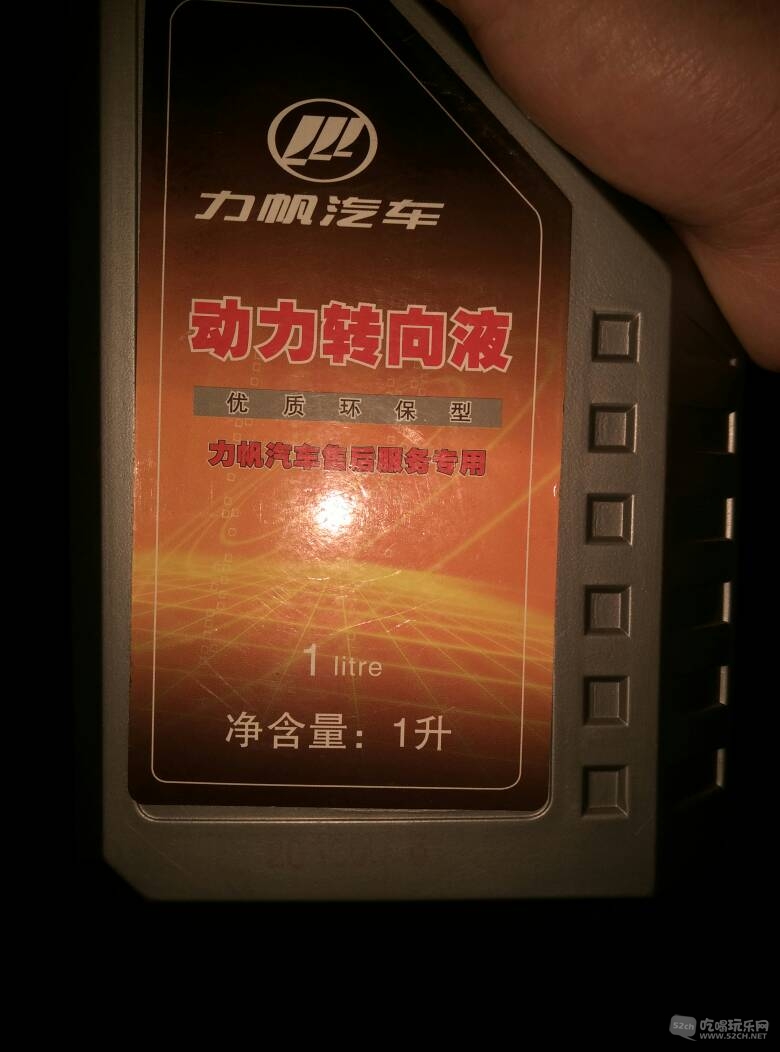 力帆汽车
动力转向液
优质环保型
力帆汽车售后服务专用
1 litre
净含量：1升
52ch 吃喝玩乐网
WWW.52CH.NET